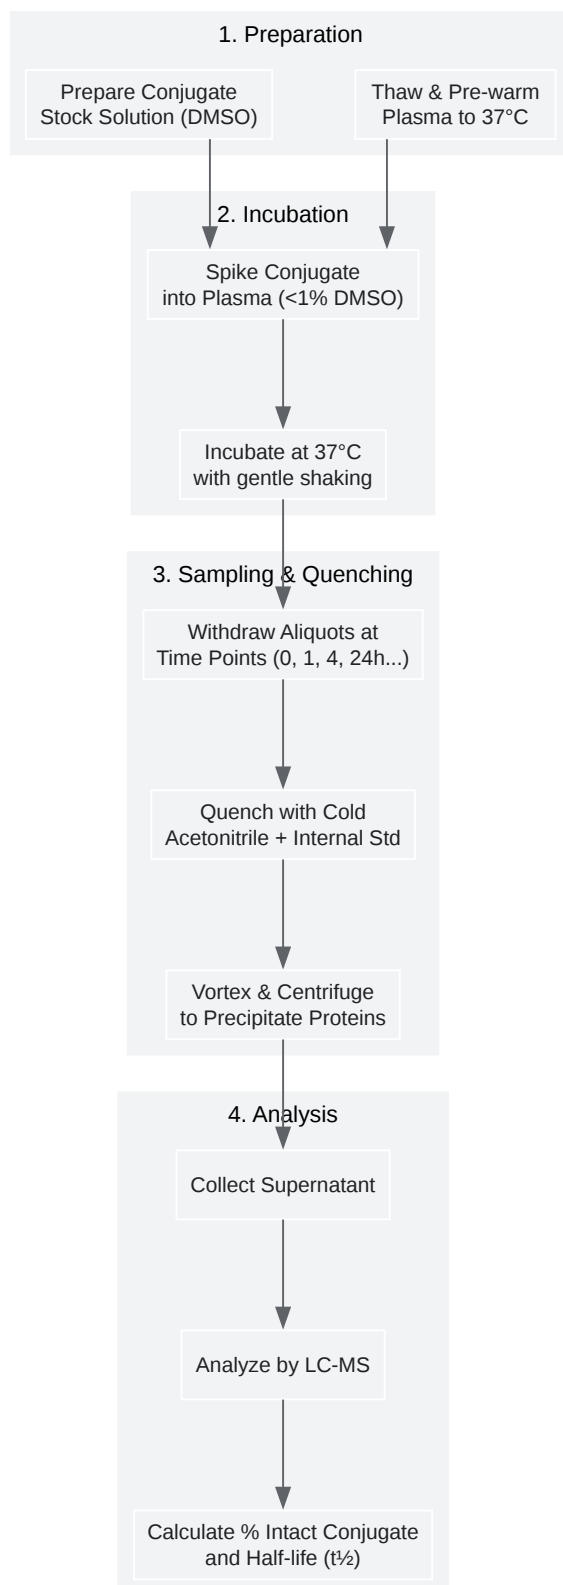 1. Preparation
Prepare Conjugate
Stock Solution (DMSO)
Thaw & Pre-warm
Plasma to 37°C
2. Incubation
Spike Conjugate
into Plasma (<1% DMSO)
Incubate at 37°C
with gentle shaking
3. Sampling & Quenching
Withdraw Aliquots at
Time Points (0, 1, 4, 24h...)
Quench with Cold
Acetonitrile + Internal Std
Vortex & Centrifuge
to Precipitate Proteins
4. Analysis
Collect Supernatant
Analyze by LC-MS
Calculate % Intact Conjugate
and Half-life (t½)